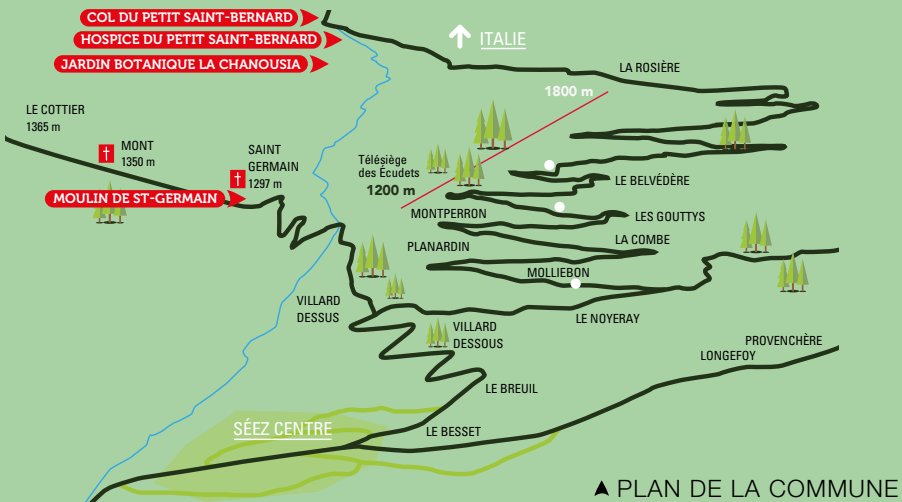 COL DU PETIT SAINT-BERNARD
HOSPICE DU PETIT SAINT-BERNARD
JARDIN BOTANIQUE LA CHANOUSIA
ITALIE
LA ROSIÈRE
1800 m
LE COTTIER
1365 m
MONT
1350 m
SAINT
GERMAIN
1297 m
MOULIN DE ST-GERMAIN
Télésiège
des Écudets
1200 m
LE BELVÉDÈRE
MONTPERRON
LES GOUTTYS
PLANARDIN
LA COMBE
MOLLIEBON
VILLARD
DESSUS
LE NOYERAY
VILLARD
DESSOUS
PROVENCHÈRE
LONGEFOY
LE BREUIL
SÉEZ CENTRE
LE BESSET
PLAN DE LA COMMUNE